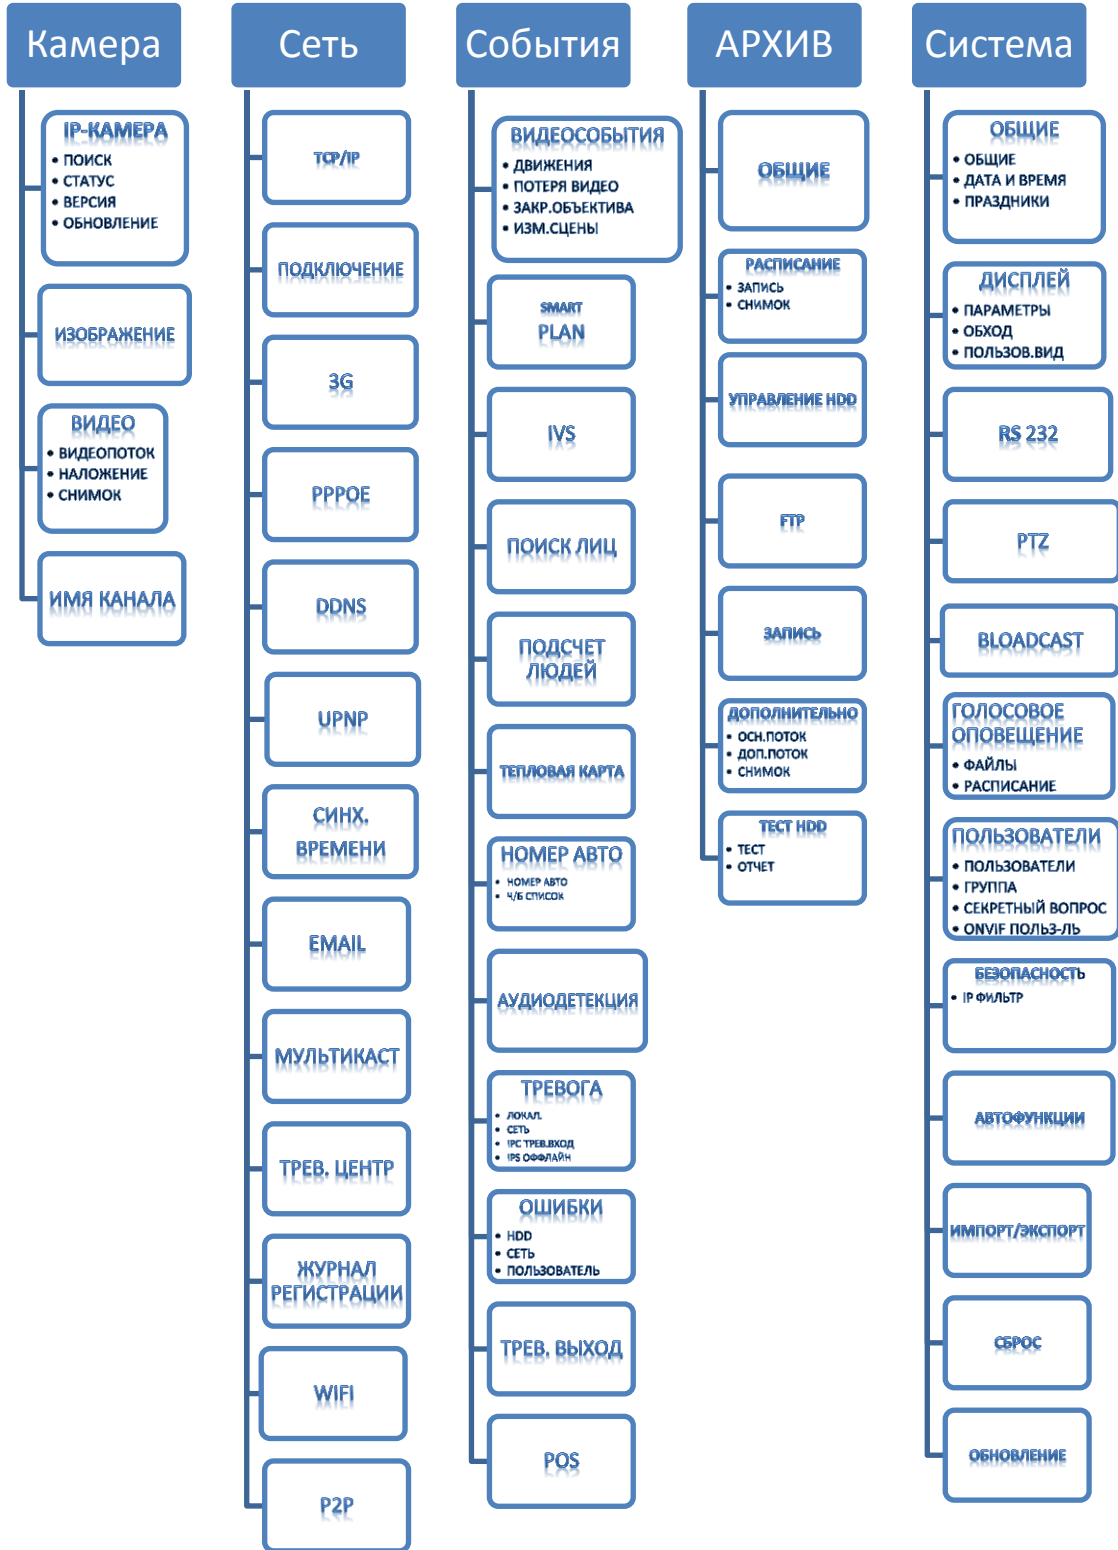 Камера
IP-КАМЕРА
• ПОИСК
• СТАТУС
• ВЕРСИЯ
• ОБНОВЛЕНИЕ
ИЗОБРАЖЕНИЕ
ВИДЕО
• ВИДЕОПОТОК
• НАЛОЖЕНИЕ
• СНИМОК
ИМЯ КАНАЛА
Сеть
TCP/IP
ПОДКЛЮЧЕНИЕ
3G
PPPOE
DDNS
UPNP
СИНХ.
ВРЕМЕНИ
EMAIL
МУЛЬТИКАСТ
ТРЕВ. ЦЕНТР
ЖУРНАЛ
РЕГИСТРАЦИИ
WIFI
P2P
События
ВИДЕОСОБЫТИЯ
• ДВИЖЕНИЯ
• ПОТЕРЯ ВИДЕО
• ЗАКР.ОБЪЕКТИВА
• ИЗМ.СЦЕНЫ
SMART
PLAN
IVS
ПОИСК ЛИЦ
ПОДСЧЕТ
ЛЮДЕЙ
ТЕПЛОВАЯ КАРТА
НОМЕР АВТО
• НОМЕР АВТО
• Ч/Б СПИСОК
АУДИОДЕТЕКЦИЯ
ТРЕВОГА
• ЛОКАЛ.
• СЕТЬ
• IPC ТРЕВ.ВХОД
• IPS ОФФЛАЙН
ОШИБКИ
• HDD
• СЕТЬ
• ПОЛЬЗОВАТЕЛЬ
ТРЕВ. ВЫХОД
POS
АРХИВ
ОБЩИЕ
РАСПИСАНИЕ
• ЗАПИСЬ
• СНИМОК
УПРАВЛЕНИЕ HDD
FTP
ЗАПИСЬ
ДОПОЛНИТЕЛЬНО
• ОСН.ПОТОК
• ДОП.ПОТОК
• СНИМОК
ТЕСТ HDD
• ТЕСТ
• ОТЧЕТ
Система
ОБЩИЕ
• ОБЩИЕ
• ДАТА И ВРЕМЯ
• ПРАЗДНИКИ
ДИСПЛЕЙ
• ПАРАМЕТРЫ
• ОБХОД
• ПОЛЬЗОВ.ВИД
RS 232
PTZ
BLOADCAST
ГОЛОСОВОЕ
ОПОВЕЩЕНИЕ
• ФАЙЛЫ
• РАСПИСАНИЕ
ПОЛЬЗОВАТЕЛИ
• ПОЛЬЗОВАТЕЛИ
• ГРУППА
• СЕКРЕТНЫЙ ВОПРОС
• ONVIF ПОЛЬЗ-ЛЬ
БЕЗОПАСНОСТЬ
• IP ФИЛЬТР
АВТОФУНКЦИИ
ИМПОРТ/ЭКСПОРТ
СБРОС
ОБНОВЛЕНИЕ